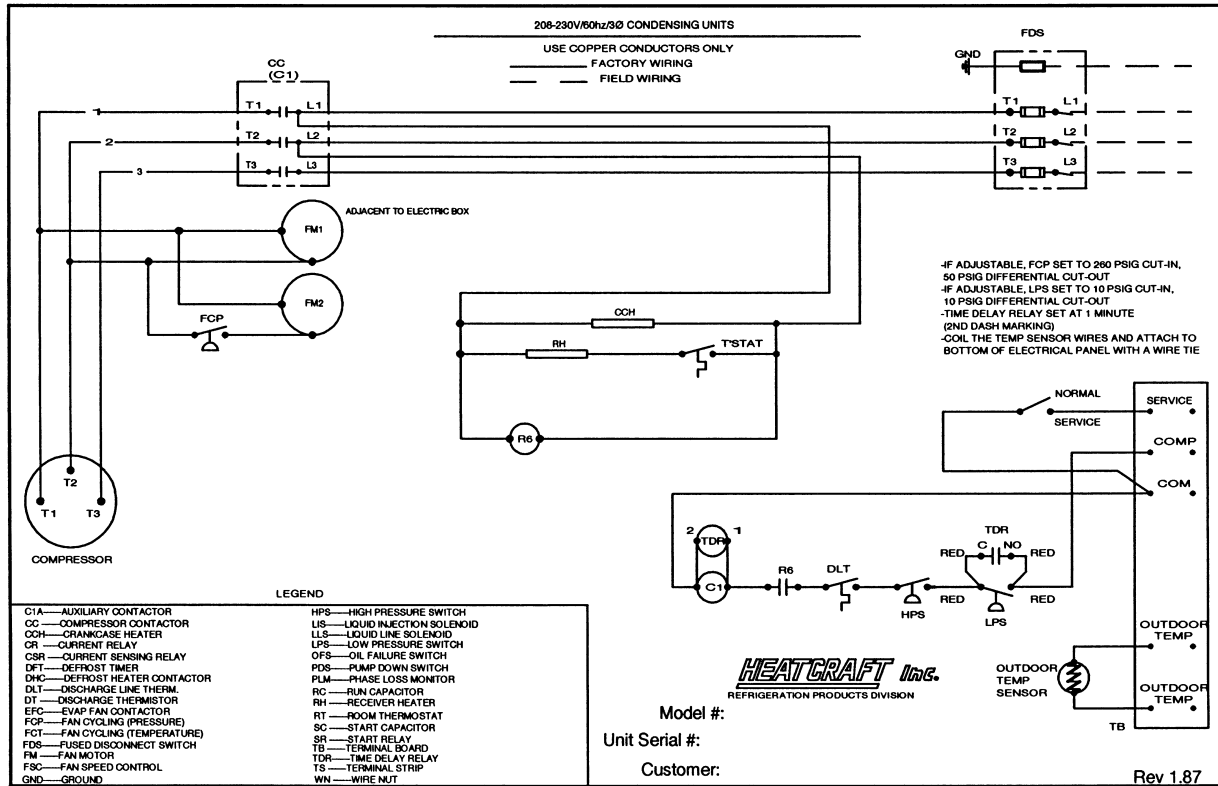 208-230V/60hz/3Ø CONDENSING UNITS
USE COPPER CONDUCTORS ONLY
FACTORY WIRING
FIELD WIRING
FDS
GND
CC
(C1)
T1 L1
T2 L2
T3 L3
T1 L1
T2 L2
T3 L3
1
2
3
ADJACENT TO ELECTRIC BOX
FM1
FM2
FCP
CCH
RH
T'STAT
R6
-IF ADJUSTABLE, FCP SET TO 260 PSIG CUT-IN,
50 PSIG DIFFERENTIAL CUT-OUT
-IF ADJUSTABLE, LPS SET TO 10 PSIG CUT-IN,
10 PSIG DIFFERENTIAL CUT-OUT
-TIME DELAY RELAY SET AT 1 MINUTE
(2ND DASH MARKING)
-COIL THE TEMP SENSOR WIRES AND ATTACH TO
BOTTOM OF ELECTRICAL PANEL WITH A WIRE TIE
NORMAL
SERVICE
SERVICE
COMP
COM
T2
T1 T3
COMPRESSOR
2 TDR 1
C1
R6
DLT
HPS
TDR
C NO
RED RED
RED RED
LPS
OUTDOOR
TEMP
OUTDOOR
TEMP
SENSOR
OUTDOOR
TEMP
TB
LEGEND
C1A-----AUXILIARY CONTACTOR
CC -----COMPRESSOR CONTACTOR
CCH-----CRANKCASE HEATER
CR -----CURRENT RELAY
CSR-----CURRENT SENSING RELAY
DFT-----DEFROST TIMER
DHC-----DEFROST HEATER CONTACTOR
DLT-----DISCHARGE LINE THERM.
DT -----DISCHARGE THERMISTOR
EFC-----EVAP FAN CONTACTOR
FCP-----FAN CYCLING (PRESSURE)
FCT-----FAN CYCLING (TEMPERATURE)
FDS-----FUSED DISCONNECT SWITCH
FM -----FAN MOTOR
FSC-----FAN SPEED CONTROL
GND-----GROUND
HPS-----HIGH PRESSURE SWITCH
LIS-----LIQUID INJECTION SOLENOID
LLS-----LIQUID LINE SOLENOID
LPS-----LOW PRESSURE SWITCH
OFS-----OIL FAILURE SWITCH
PDS-----PUMP DOWN SWITCH
PLM-----PHASE LOSS MONITOR
RC -----RUN CAPACITOR
RH -----RECEIVER HEATER
RT -----ROOM THERMOSTAT
SC -----START CAPACITOR
SR -----START RELAY
TB -----TERMINAL BOARD
TDR-----TIME DELAY RELAY
TS -----TERMINAL STRIP
WN -----WIRE NUT
HEATCRAFT Inc.
REFRIGERATION PRODUCTS DIVISION
Model #:
Unit Serial #:
Customer:
Rev 1.87